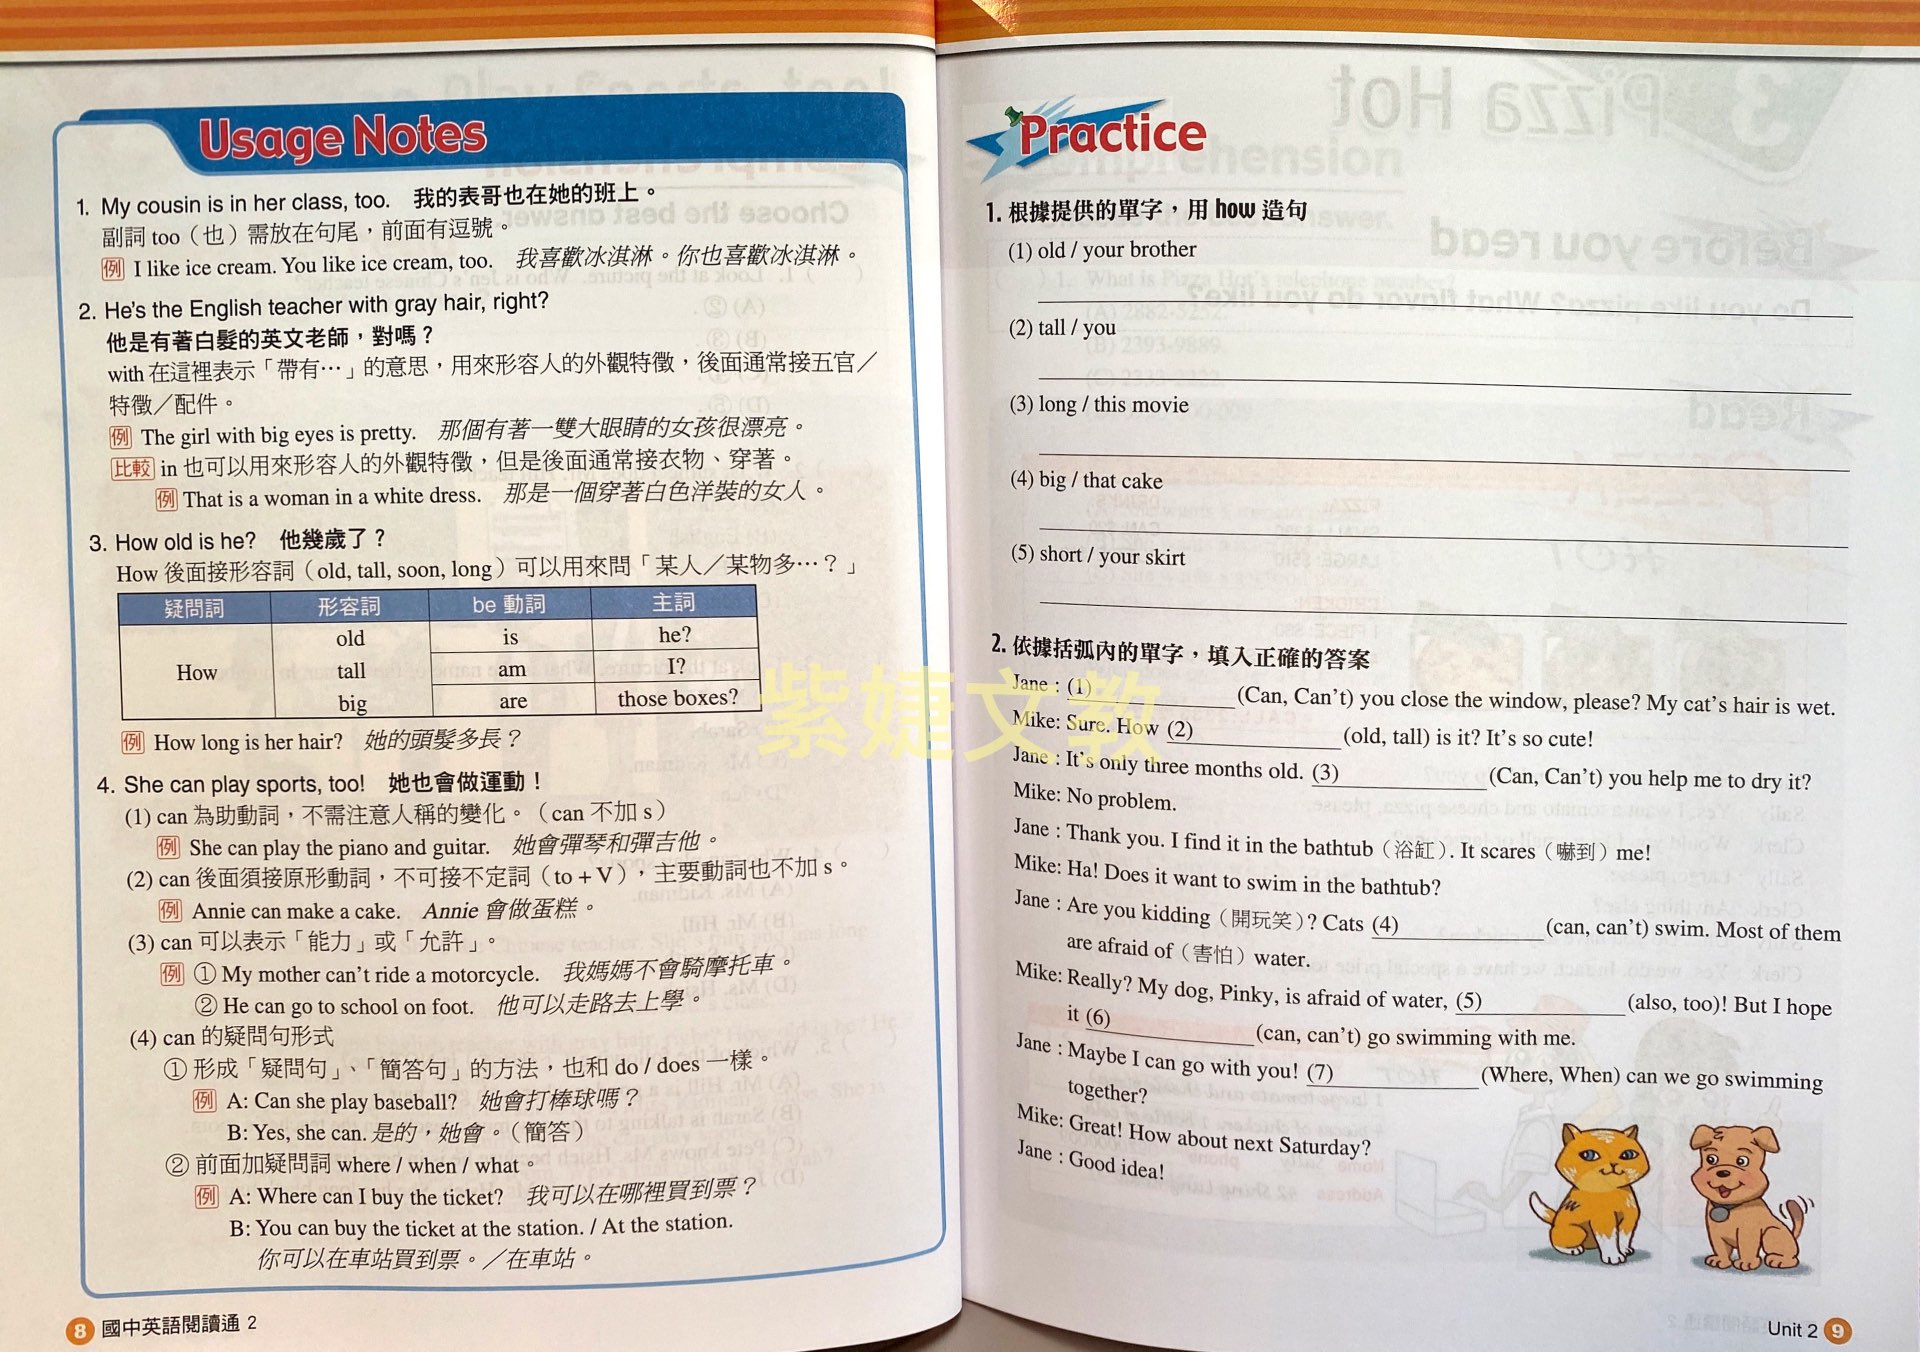 Usage Notes
1. My cousin is in her class, too. 我的表哥也在她的班上。
副詞 too（也）需放在句尾，前面有逗號。
例 I like ice cream. You like ice cream, too. 我喜歡冰淇淋。你也喜歡冰淇淋。
2. He's the English teacher with gray hair, right?
他是有著白髮的英文老師，對嗎？
with 在這裡表示「帶有…」的意思，用來形容人的外觀特徵，後面通常接五官／
特徵／配件。
例 The girl with big eyes is pretty. 那個有著一雙大眼睛的女孩很漂亮。
比較 in 也可以用來形容人的外觀特徵，但是後面通常接衣物、穿著。
例 That is a woman in a white dress. 那是一個穿著白色洋裝的女人。
3. How old is he? 他幾歲了？
How 後面接形容詞（old, tall, soon, long）可以用來問「某人／某物多…？」
疑問詞 形容詞 be 動詞 主詞
old is he?
How tall am I?
big are those boxes?
例 How long is her hair? 她的頭髮多長？
4. She can play sports, too! 她也會做運動！
(1) can 為助動詞，不需注意人稱的變化。（can 不加 s）
例 She can play the piano and guitar. 她會彈琴和彈吉他。
(2) can 後面須接原形動詞，不可接不定詞（to + V），主要動詞也不加 s。
例 Annie can make a cake. Annie 會做蛋糕。
(3) can 可以表示「能力」或「允許」。
例 ① My mother can't ride a motorcycle. 我媽媽不會騎摩托車。
② He can go to school on foot. 他可以走路去上學。
(4) can 的疑問句形式
① 形成「疑問句」、「簡答句」的方法，也和 do / does 一樣。
例 A: Can she play baseball? 她會打棒球嗎？
B: Yes, she can. 是的，她會。（簡答）
② 前面加疑問詞 where / when / what。
例 A: Where can I buy the ticket? 我可以在哪裡買到票？
B: You can buy the ticket at the station. / At the station.
你可以在車站買到票。／在車站。
8 國中英語閱讀通 2
Practice
1. 根據提供的單字，用 how 造句
(1) old / your brother
(2) tall / you
(3) long / this movie
(4) big / that cake
(5) short / your skirt
2. 依據括弧內的單字，填入正確的答案
Jane : (1) (Can, Can't) you close the window, please? My cat's hair is wet.
Mike: Sure. How (2) (old, tall) is it? It's so cute!
Jane : It's only three months old. (3) (Can, Can't) you help me to dry it?
Mike: No problem.
Jane : Thank you. I find it in the bathtub（浴缸）. It scares（嚇到）me!
Mike: Ha! Does it want to swim in the bathtub?
Jane : Are you kidding（開玩笑）? Cats (4) (can, can't) swim. Most of them
are afraid of（害怕）water.
Mike: Really? My dog, Pinky, is afraid of water, (5) (also, too)! But I hope
it (6) (can, can't) go swimming with me.
Jane : Maybe I can go with you! (7) (Where, When) can we go swimming
together?
Mike: Great! How about next Saturday?
Jane : Good idea!
Unit 2 9
紫婕文教